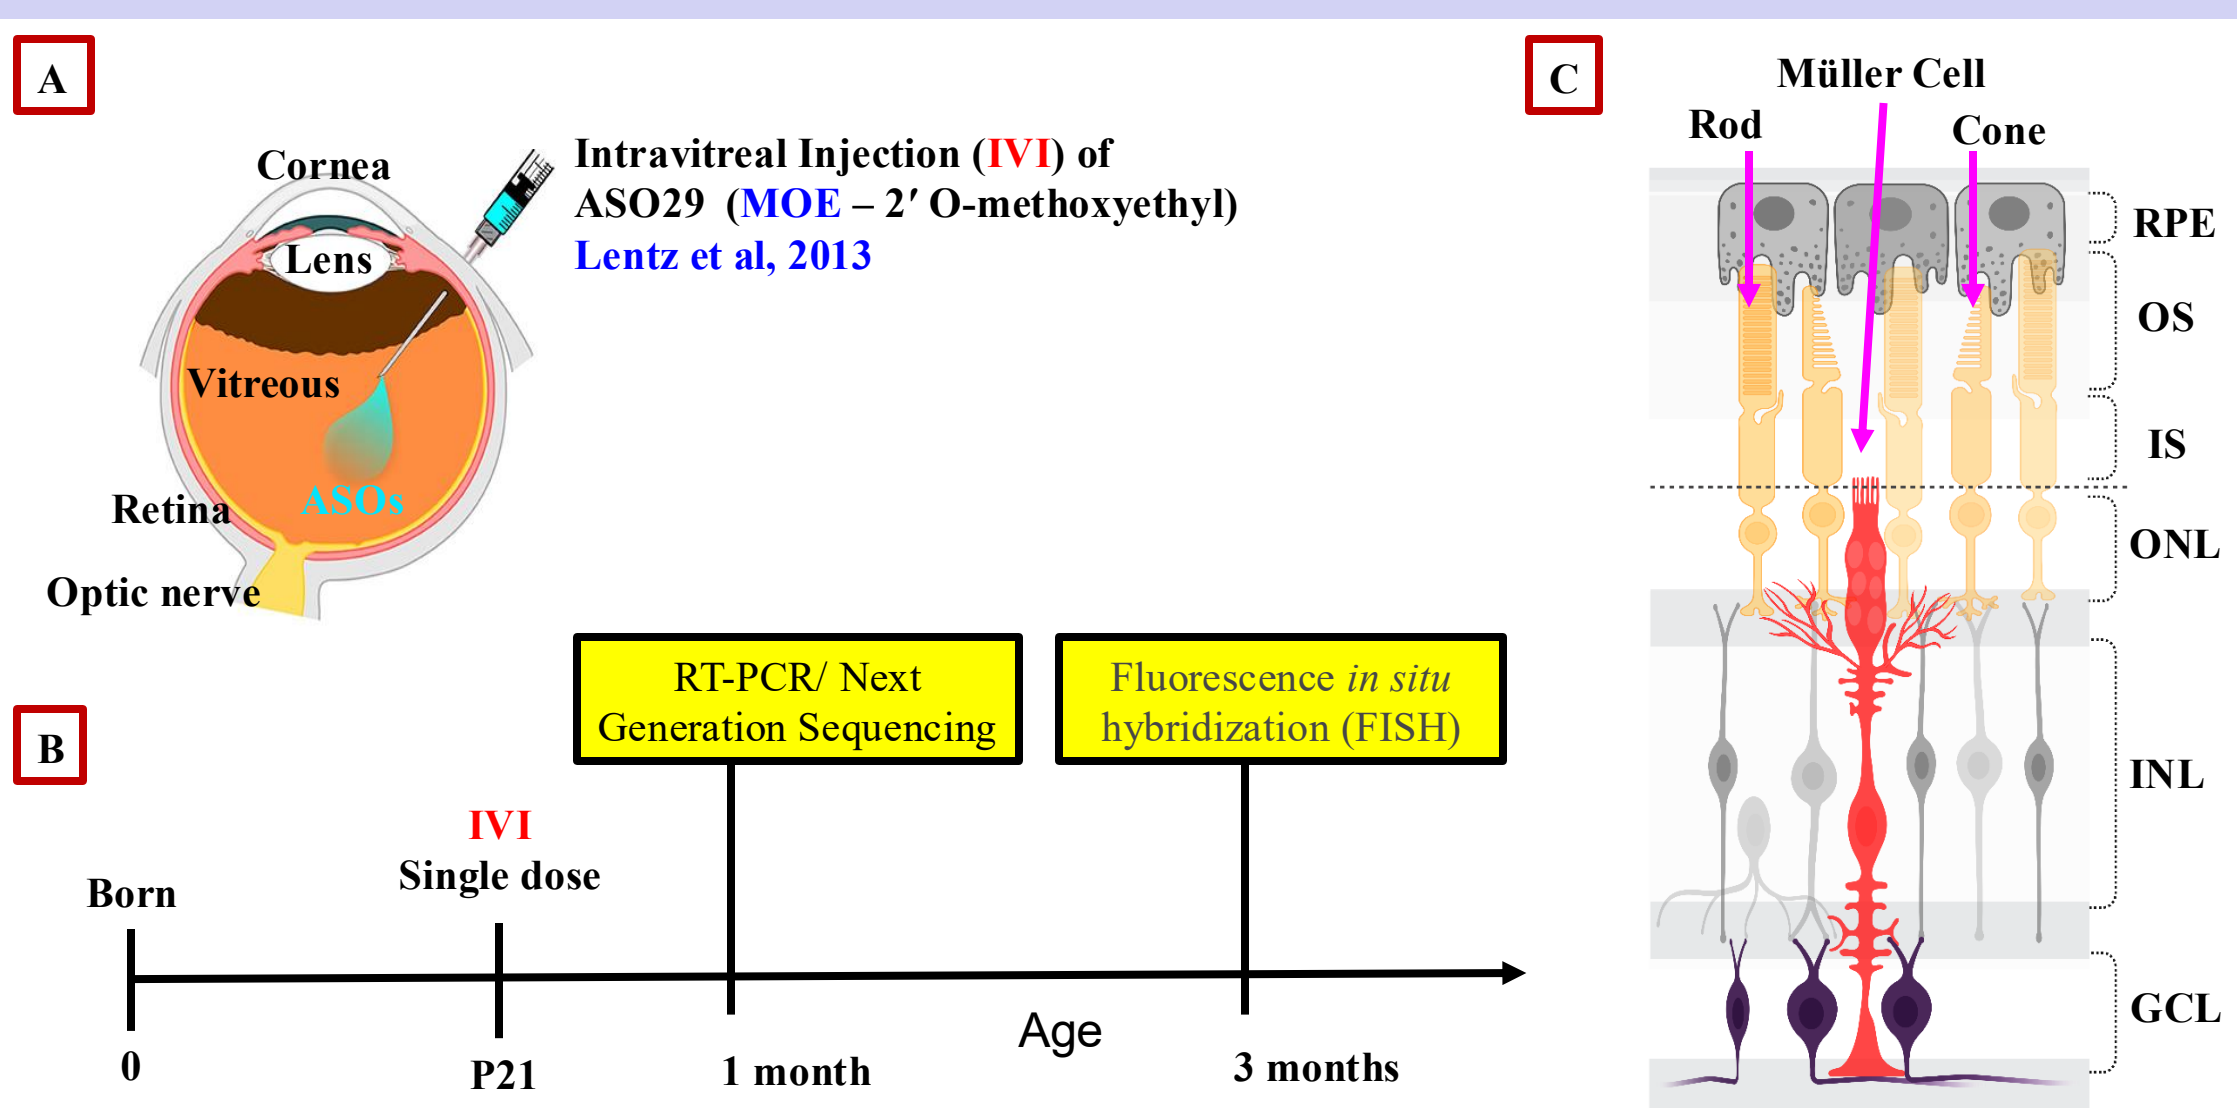 A
Cornea
Lens
Vitreous
ASOs
Retina
Optic nerve
Intravitreal Injection (IVI) of
ASO29 (MOE – 2′ O-methoxyethyl)
Lentz et al, 2013
B
RT-PCR/ Next
Generation Sequencing
Fluorescence in situ
hybridization (FISH)
IVI
Single dose
Born
0
P21
1 month
Age
3 months
C
Müller Cell
Rod
Cone
RPE
OS
IS
ONL
INL
GCL